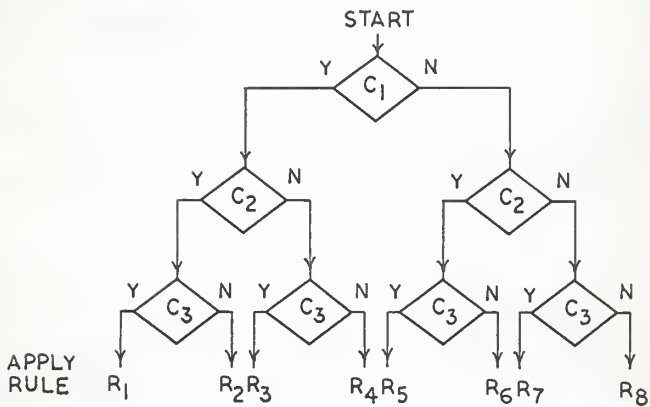 START
Y C1 N
Y C2 N Y C2 N
Y C3 N Y C3 N Y C3 N Y C3 N
APPLY
RULE R1 R2 R3 R4 R5 R6 R7 R8